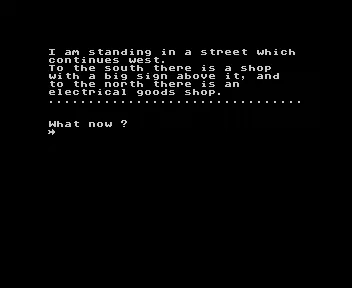 I am standing in a street which
continues west.
To the south there is a shop
with a big sign above it, and
to the north there is an
electrical goods shop.
................................
What now ?
»